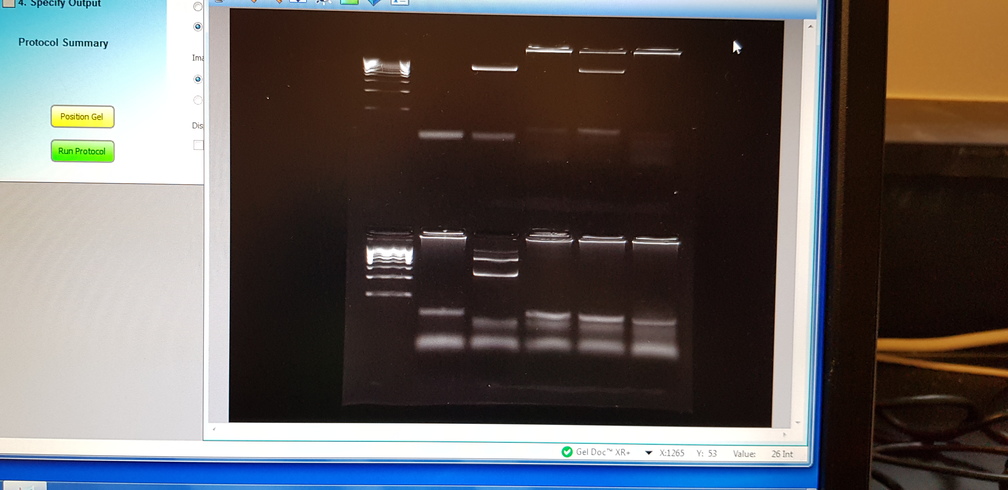 4. Specify Output
Protocol Summary
Position Gel
Run Protocol
Ima
Dis
Gel Doc™ XR+ X:1265 Y: 53 Value: 26 Int